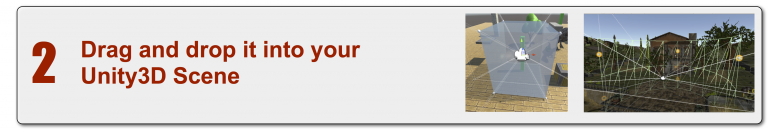 2
Drag and drop it into your
Unity3D Scene